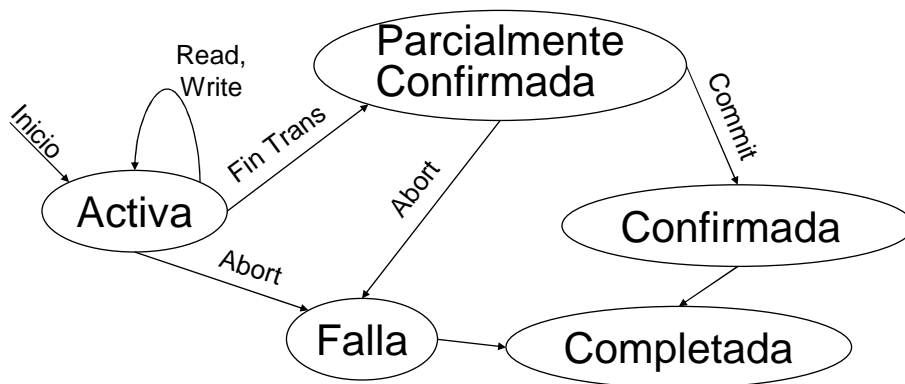 Parcialmente
Confirmada
Read,
Write
Inicio
Fin Trans
Commit
Abort
Activa
Confirmada
Abort
Falla
Completada